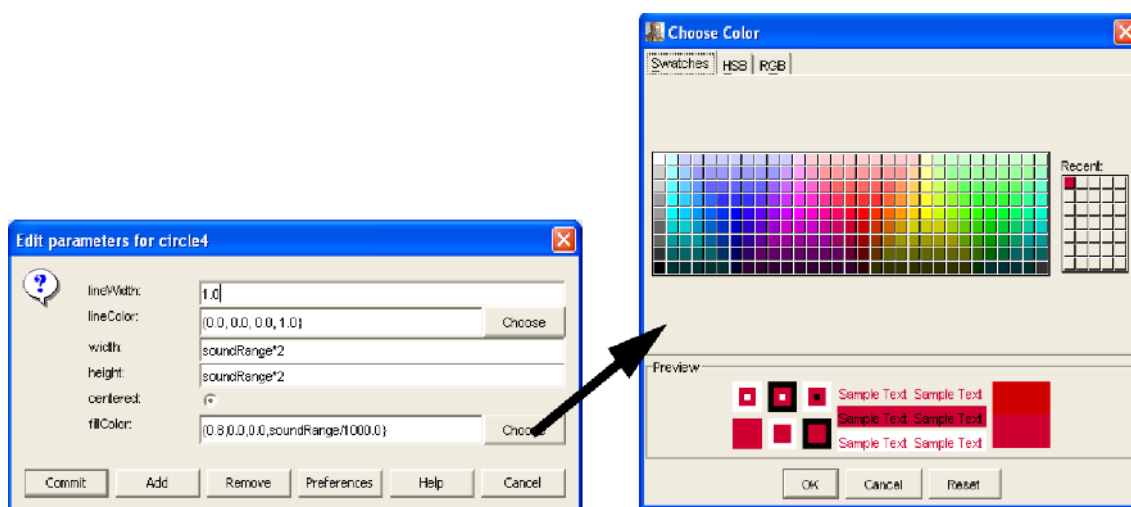 Choose Color
Swatches HSB RGB
Recent:
Edit parameters for circle4
lineWidth: 1.0
lineColor: {0.0, 0.0, 0.0, 1.0} Choose
width: soundRange*2
height: soundRange*2
centered:
fillColor: {0.8,0.0,0.0,soundRange/1000.0} Choose
Commit Add Remove Preferences Help Cancel
Preview
Sample Text Sample Text
Sample Text Sample Text
Sample Text Sample Text
OK Cancel Reset